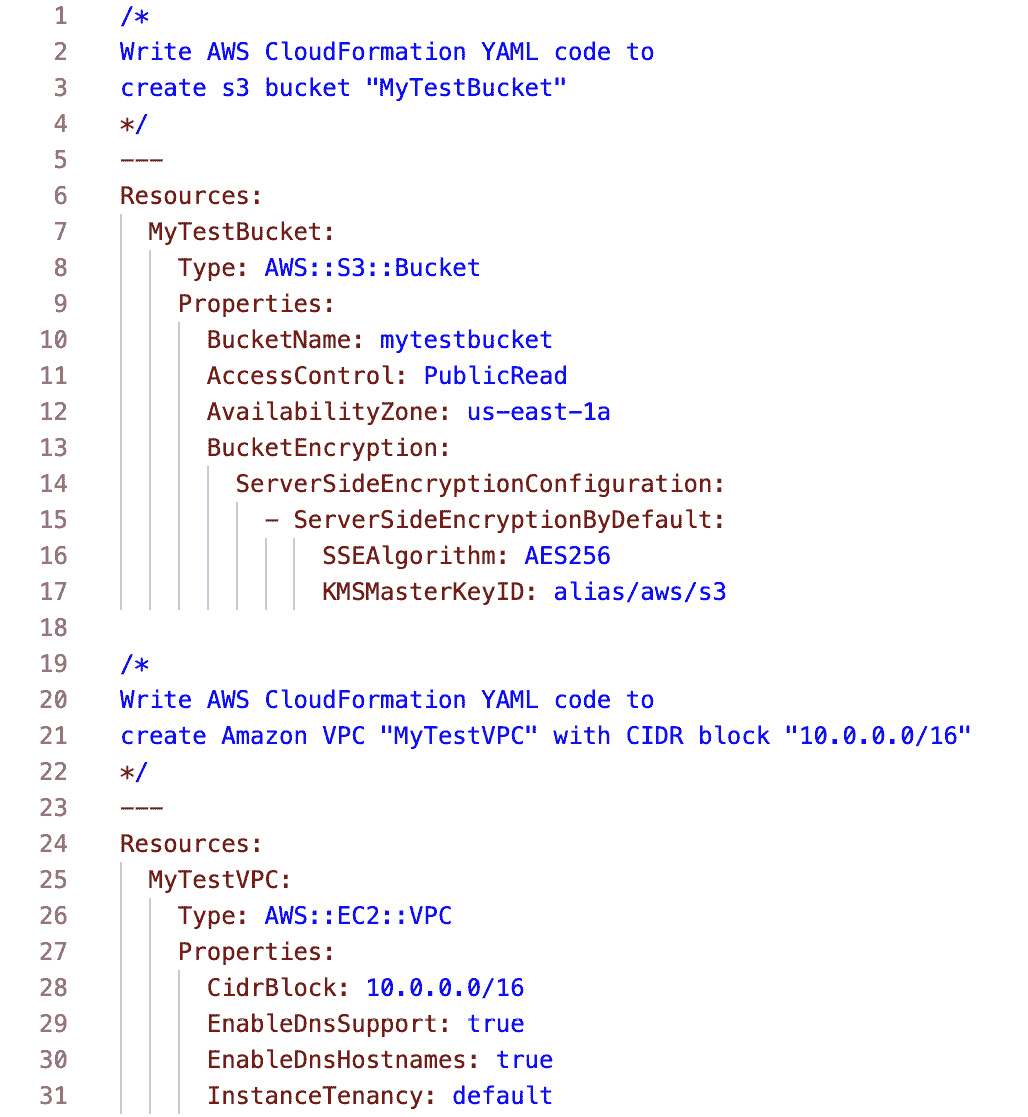 1 /*
2 Write AWS CloudFormation YAML code to
3 create s3 bucket "MyTestBucket"
4 */
5 ---
6 Resources:
7   MyTestBucket:
8     Type: AWS::S3::Bucket
9     Properties:
10       BucketName: mytestbucket
11       AccessControl: PublicRead
12       AvailabilityZone: us-east-1a
13       BucketEncryption:
14         ServerSideEncryptionConfiguration:
15           - ServerSideEncryptionByDefault:
16               SSEAlgorithm: AES256
17               KMSMasterKeyID: alias/aws/s3
18
19 /*
20 Write AWS CloudFormation YAML code to
21 create Amazon VPC "MyTestVPC" with CIDR block "10.0.0.0/16"
22 */
23 ---
24 Resources:
25   MyTestVPC:
26     Type: AWS::EC2::VPC
27     Properties:
28       CidrBlock: 10.0.0.0/16
29       EnableDnsSupport: true
30       EnableDnsHostnames: true
31       InstanceTenancy: default